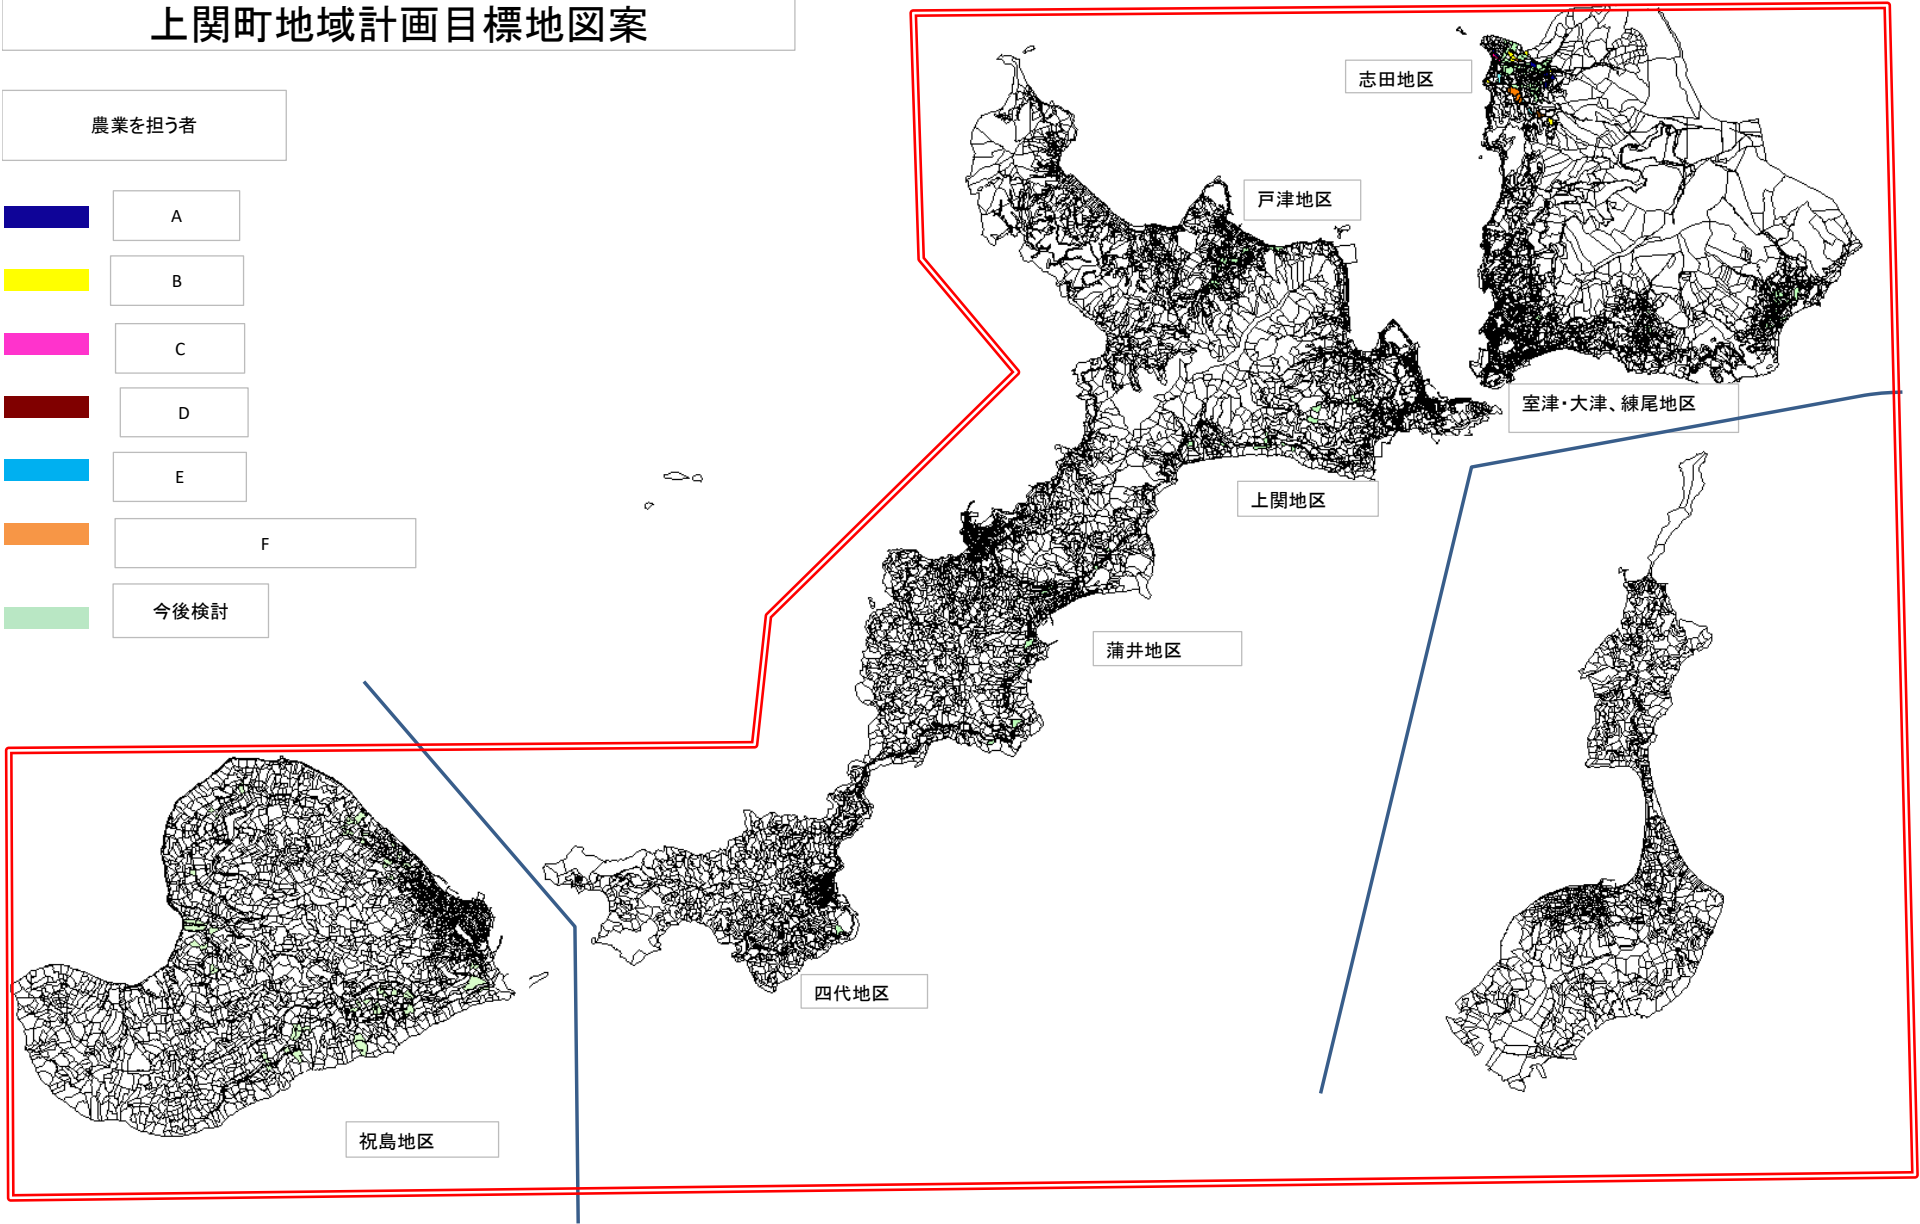 上関町地域計画目標地図案
農業を担う者
A
B
C
D
E
F
今後検討
志田地区
戸津地区
室津・大津、練尾地区
上関地区
蒲井地区
四代地区
祝島地区